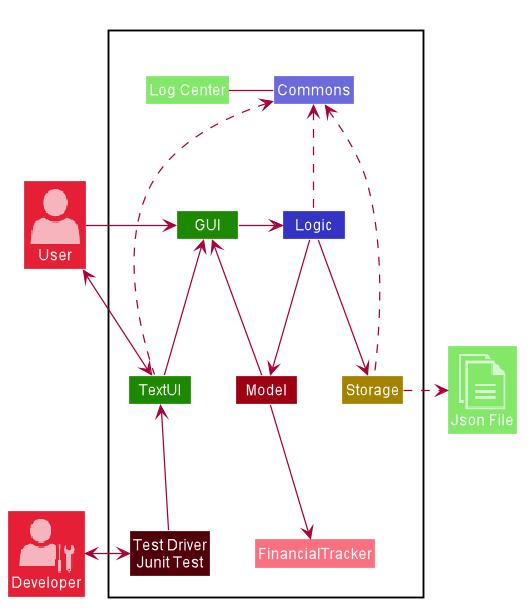 Log Center
Commons
User
GUI
Logic
TextUI
Model
Storage
Json File
Developer
Test Driver
Junit Test
FinancialTracker